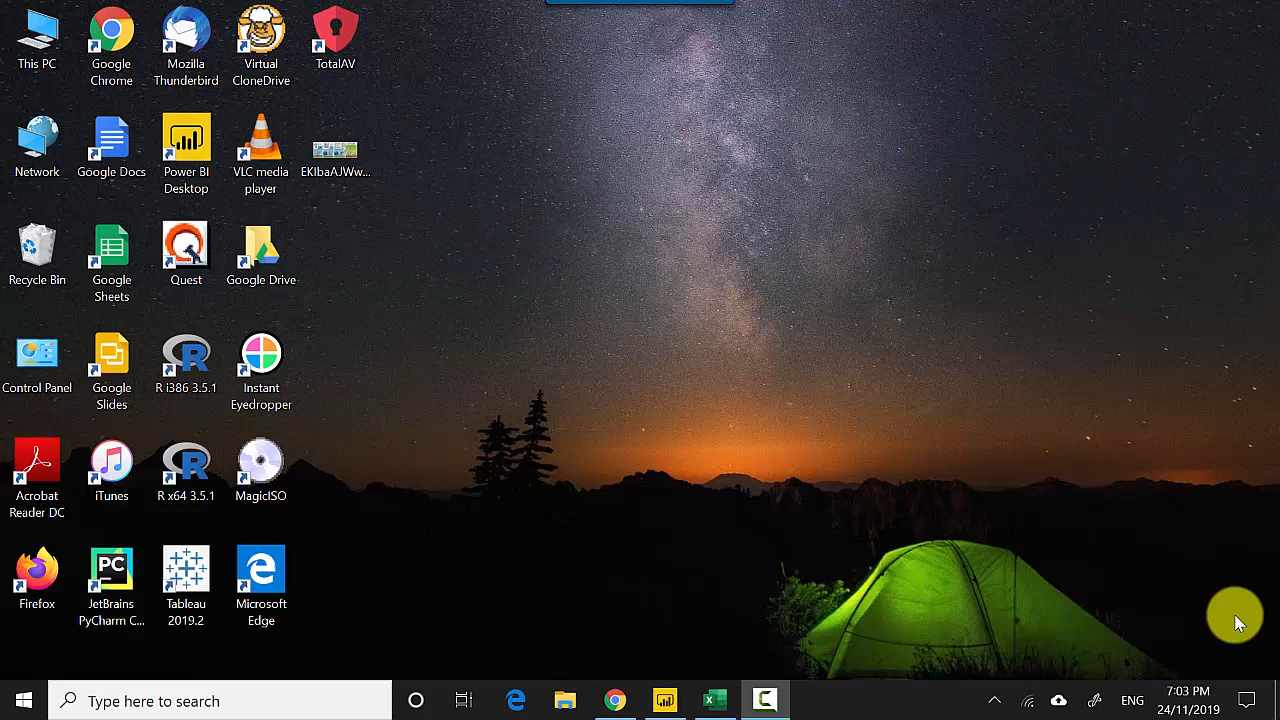 This PC
Google
Chrome
Mozilla
Thunderbird
Virtual
CloneDrive
TotalAV
Network
Google Docs
Power BI
Desktop
VLC media
player
EKIbaAJWw...
Recycle Bin
Google
Sheets
Quest
Google Drive
Control Panel
Google
Slides
R i386 3.5.1
Instant
Eyedropper
Acrobat
Reader DC
iTunes
R x64 3.5.1
MagicISO
Firefox
PC
JetBrains
PyCharm C...
Tableau
2019.2
Microsoft
Edge
Type here to search
ENG
7:03 PM
24/11/2019